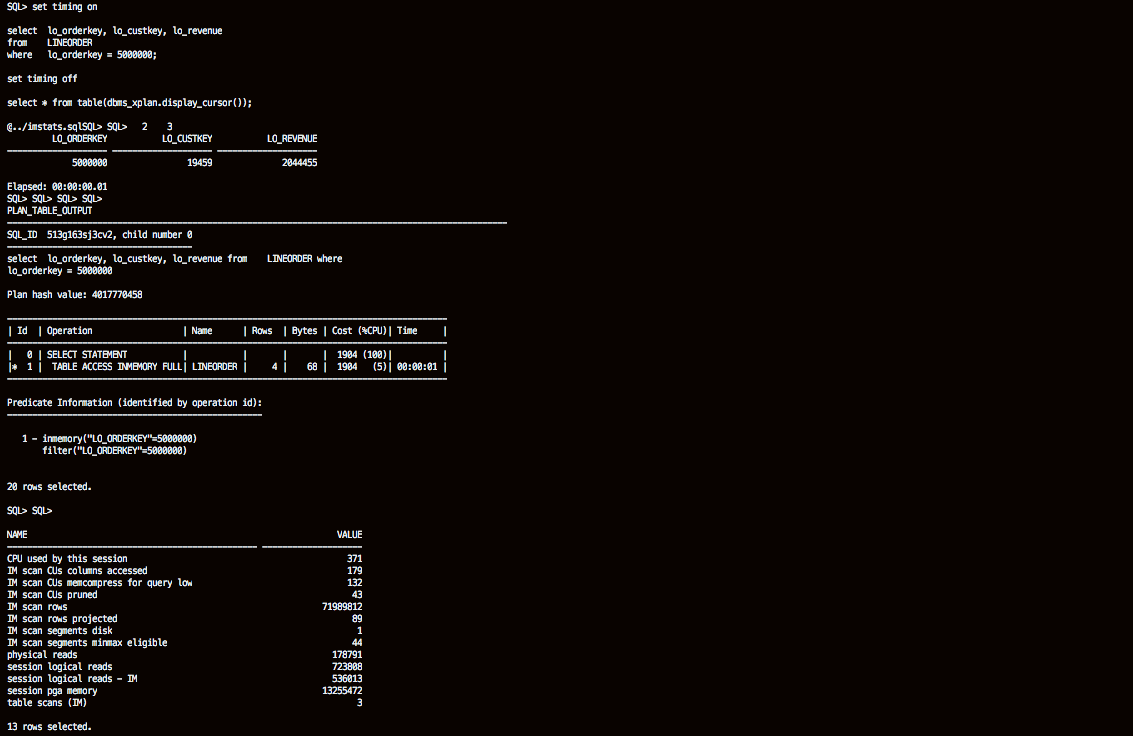 SQL> set timing on
select  lo_orderkey, lo_custkey, lo_revenue
from    LINEORDER
where   lo_orderkey = 5000000;
set timing off
select * from table(dbms_xplan.display_cursor());
@../imstats.sqlSQL> SQL>   2    3
LO_ORDERKEY           LO_CUSTKEY           LO_REVENUE
5000000                19459              2044455
Elapsed: 00:00:00.01
SQL> SQL> SQL> SQL>
PLAN_TABLE_OUTPUT
SQL_ID  513g163sj3cv2, child number 0
select  lo_orderkey, lo_custkey, lo_revenue from    LINEORDER where
lo_orderkey = 5000000
Plan hash value: 4017770458
| Id  | Operation                  | Name      | Rows  | Bytes | Cost (%CPU)| Time     |
|   0 | SELECT STATEMENT           |           |       |       |  1904 (100)|          |
|*  1 |  TABLE ACCESS INMEMORY FULL| LINEORDER |     4 |    68 |  1904   (5)| 00:00:01 |
Predicate Information (identified by operation id):
1 - inmemory("LO_ORDERKEY"=5000000)
filter("LO_ORDERKEY"=5000000)
20 rows selected.
SQL> SQL>
NAME                                                              VALUE
CPU used by this session                                            371
IM scan CUs columns accessed                                        179
IM scan CUs memcompress for query low                               132
IM scan CUs pruned                                                   43
IM scan rows                                                   71989812
IM scan rows projected                                               89
IM scan segments disk                                                 1
IM scan segments minmax eligible                                     44
physical reads                                                   178791
session logical reads                                            723808
session logical reads - IM                                       536013
session pga memory                                             13255472
table scans (IM)                                                      3
13 rows selected.